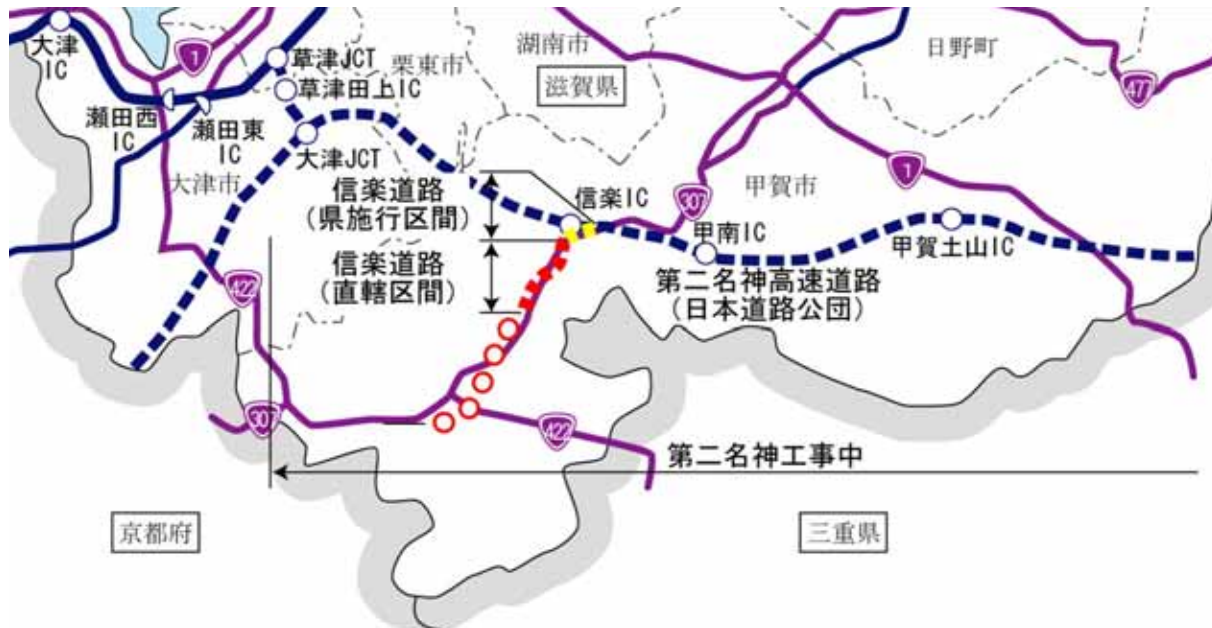 大津
IC
1
草津JCT
栗東市
湖南市
滋賀県
日野町
477
草津田上IC
瀬田西
IC
瀬田東
IC
大津JCT
大津市
信楽道路
(県施行区間)
信楽IC
307
甲賀市
1
甲南IC
甲賀土山IC
信楽道路
(直轄区間)
第二名神高速道路
(日本道路公団)
422
307
422
第二名神工事中
京都府
三重県